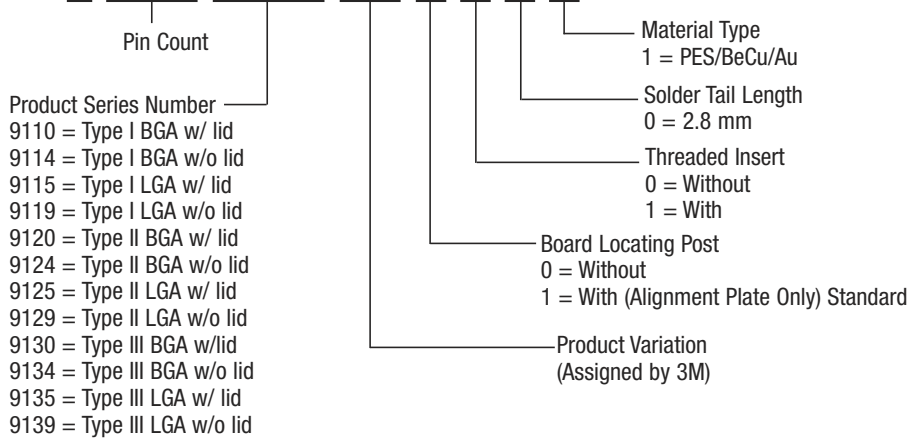 Pin Count
Product Series Number
9110 = Type I BGA w/ lid
9114 = Type I BGA w/o lid
9115 = Type I LGA w/ lid
9119 = Type I LGA w/o lid
9120 = Type II BGA w/ lid
9124 = Type II BGA w/o lid
9125 = Type II LGA w/ lid
9129 = Type II LGA w/o lid
9130 = Type III BGA w/lid
9134 = Type III BGA w/o lid
9135 = Type III LGA w/ lid
9139 = Type III LGA w/o lid
Material Type
1 = PES/BeCu/Au
Solder Tail Length
0 = 2.8 mm
Threaded Insert
0 = Without
1 = With
Board Locating Post
0 = Without
1 = With (Alignment Plate Only) Standard
Product Variation
(Assigned by 3M)